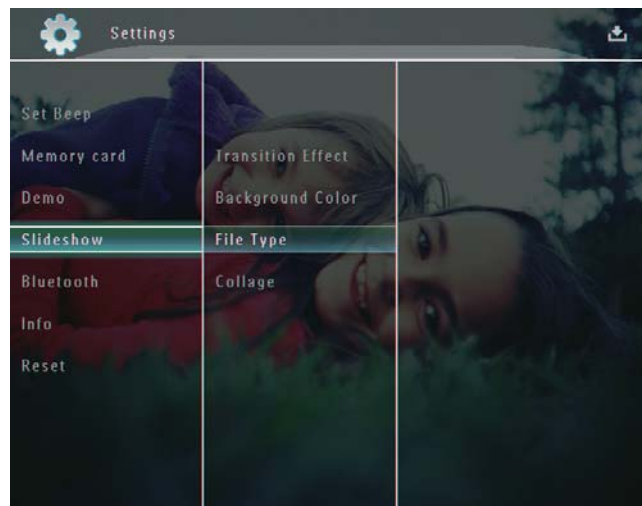 Settings
Set Beep
Memory card
Demo
Slideshow
Bluetooth
Info
Reset
Transition Effect
Background Color
File Type
Collage